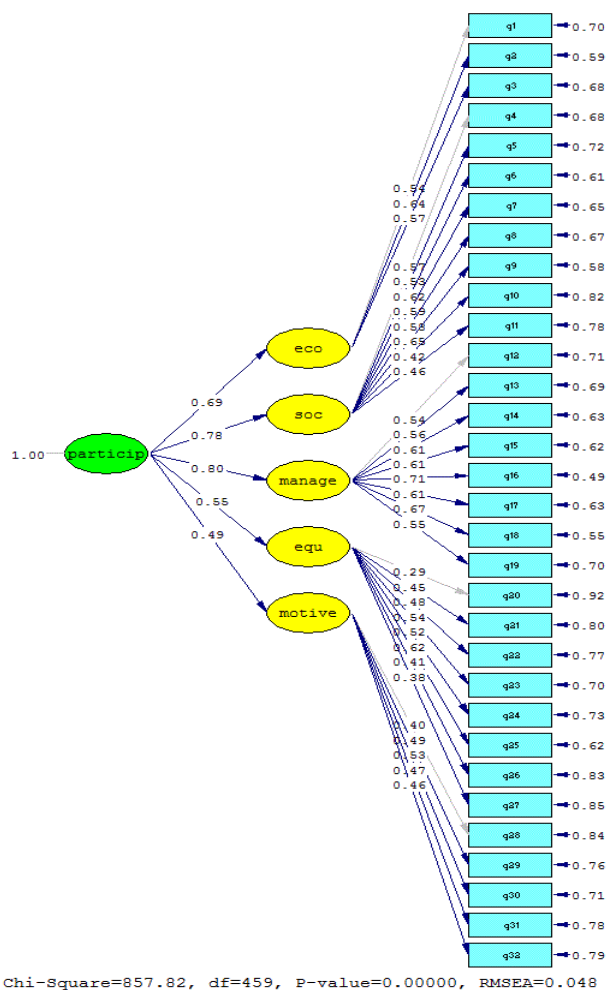 1.00
particip
0.69
0.78
0.80
0.55
0.49
eco
soc
manage
equ
motive
0.54
0.64
0.57
0.57
0.53
0.62
0.59
0.58
0.65
0.42
0.46
0.54
0.56
0.61
0.61
0.71
0.61
0.67
0.55
0.29
0.45
0.48
0.54
0.52
0.62
0.41
0.38
0.40
0.49
0.53
0.47
0.46
q1 0.70
q2 0.59
q3 0.68
q4 0.68
q5 0.72
q6 0.61
q7 0.65
q8 0.67
q9 0.58
q10 0.82
q11 0.78
q12 0.71
q13 0.69
q14 0.63
q15 0.62
q16 0.49
q17 0.63
q18 0.55
q19 0.70
q20 0.92
q21 0.80
q22 0.77
q23 0.70
q24 0.73
q25 0.62
q26 0.83
q27 0.85
q28 0.84
q29 0.76
q30 0.71
q31 0.78
q32 0.79
Chi-Square=857.82, df=459, P-value=0.00000, RMSEA=0.048